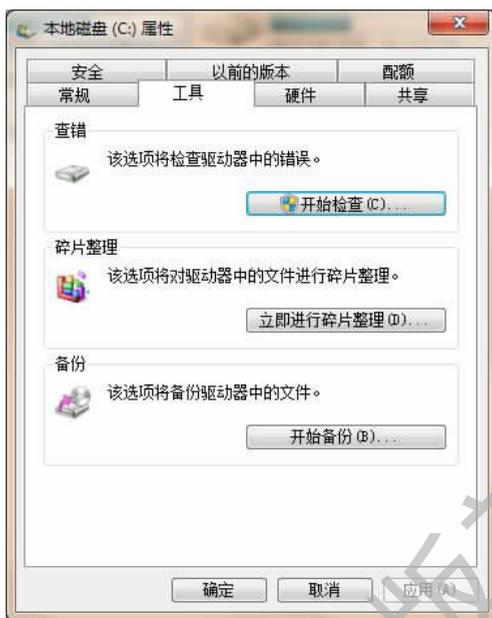 本地磁盘 (C:) 属性
安全 以前的版本 配额
常规 工具 硬件 共享
查错
该选项将检查驱动器中的错误。
开始检查(C)....
碎片整理
该选项将对驱动器中的文件进行碎片整理。
立即进行碎片整理(D)....
备份
该选项将备份驱动器中的文件。
开始备份(B)...
确定 取消 应用(A)